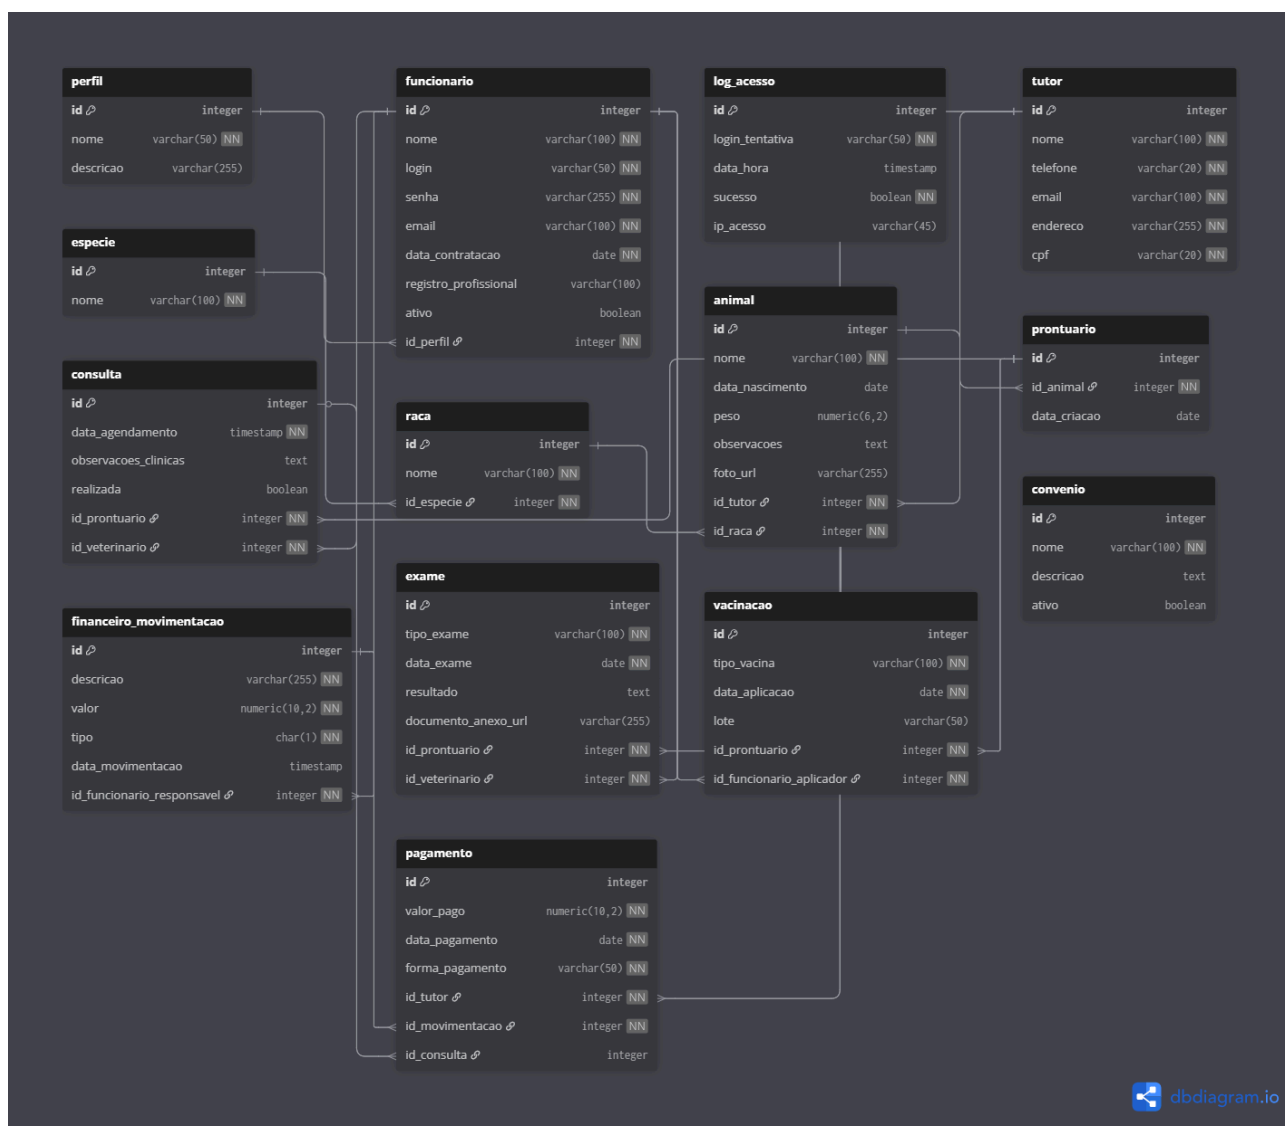 perfil
id integer
nome varchar(50) NN
descricao varchar(255)
especie
id integer
nome varchar(100) NN
consulta
id integer
data_agendamento timestamp NN
observacoes_clinicas text
realizada boolean
id_prontuario integer NN
id_veterinario integer NN
financeiro_movimentacao
id integer
descricao varchar(255) NN
valor numeric(10,2) NN
tipo char(1) NN
data_movimentacao timestamp
id_funcionario_responsavel integer NN
funcionario
id integer
nome varchar(100) NN
login varchar(50) NN
senha varchar(255) NN
email varchar(100) NN
data_contratacao date NN
registro_profissional varchar(100)
ativo boolean
id_perfil integer NN
raca
id integer
nome varchar(100) NN
id_especie integer NN
exame
id integer
tipo_exame varchar(100) NN
data_exame date NN
resultado text
documento_anexo_url varchar(255)
id_prontuario integer NN
id_veterinario integer NN
pagamento
id integer
valor_pago numeric(10,2) NN
data_pagamento date NN
forma_pagamento varchar(50) NN
id_tutor integer NN
id_movimentacao integer NN
id_consulta integer
log_acesso
id integer
login_tentativa varchar(50) NN
data_hora timestamp
sucesso boolean NN
ip_acesso varchar(45)
animal
id integer
nome varchar(100) NN
data_nascimento date
peso numeric(6,2)
observacoes text
foto_url varchar(255)
id_tutor integer NN
id_raca integer NN
vacinacao
id integer
tipo_vacina varchar(100) NN
data_aplicacao date NN
lote varchar(50)
id_prontuario integer NN
id_funcionario_aplicador integer NN
tutor
id integer
nome varchar(100) NN
telefone varchar(20) NN
email varchar(100) NN
endereco varchar(255) NN
cpf varchar(20) NN
prontuario
id integer
id_animal integer NN
data_criacao date
convenio
id integer
nome varchar(100) NN
descricao text
ativo boolean
dbdiagram.io